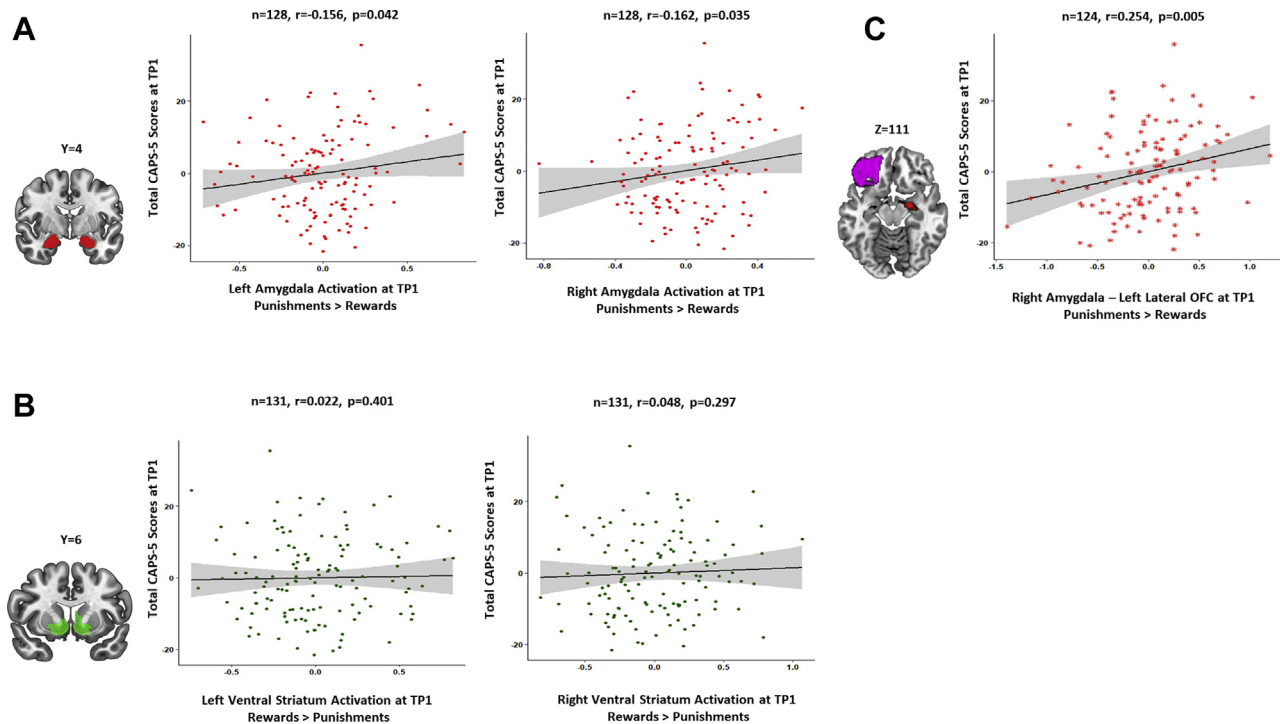 A
n=128, r=-0.156, p=0.042
Y=4
Total CAPS-5 Scores at TP1
20
0
-20
-0.5
0.0
0.5
Left Amygdala Activation at TP1
Punishments > Rewards
n=128, r=-0.162, p=0.035
Total CAPS-5 Scores at TP1
20
0
-20
-0.8
-0.4
0.0
0.4
Right Amygdala Activation at TP1
Punishments > Rewards
C
n=124, r=0.254, p=0.005
Z=111
Total CAPS-5 Scores at TP1
20
0
-20
-1.5
-1.0
-0.5
0.0
0.5
1.0
Right Amygdala – Left Lateral OFC at TP1
Punishments > Rewards
B
n=131, r=0.022, p=0.401
Y=6
Total CAPS-5 Scores at TP1
20
0
-20
-0.5
0.0
0.5
Left Ventral Striatum Activation at TP1
Rewards > Punishments
n=131, r=0.048, p=0.297
Total CAPS-5 Scores at TP1
20
0
-20
-0.5
0.0
0.5
1.0
Right Ventral Striatum Activation at TP1
Rewards > Punishments